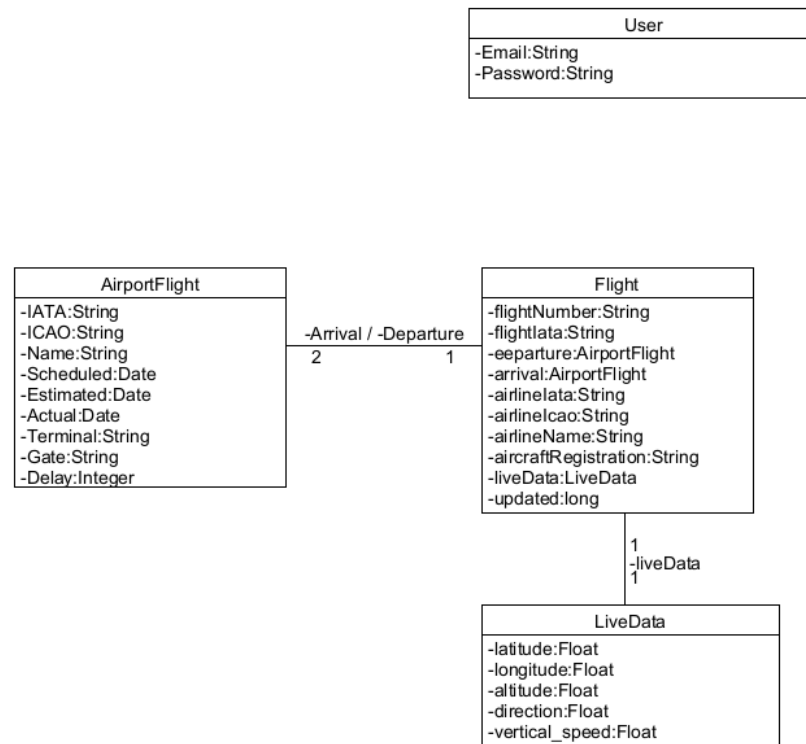 User
-Email:String
-Password:String
AirportFlight
-IATA:String
-ICAO:String
-Name:String
-Scheduled:Date
-Estimated:Date
-Actual:Date
-Terminal:String
-Gate:String
-Delay:Integer
-Arrival / -Departure
2 1
Flight
-flightNumber:String
-flightIata:String
-eeparture:AirportFlight
-arrival:AirportFlight
-airlineIata:String
-airlineIcao:String
-airlineName:String
-aircraftRegistration:String
-liveData:LiveData
-updated:long
1
-liveData
1
LiveData
-latitude:Float
-longitude:Float
-altitude:Float
-direction:Float
-vertical_speed:Float